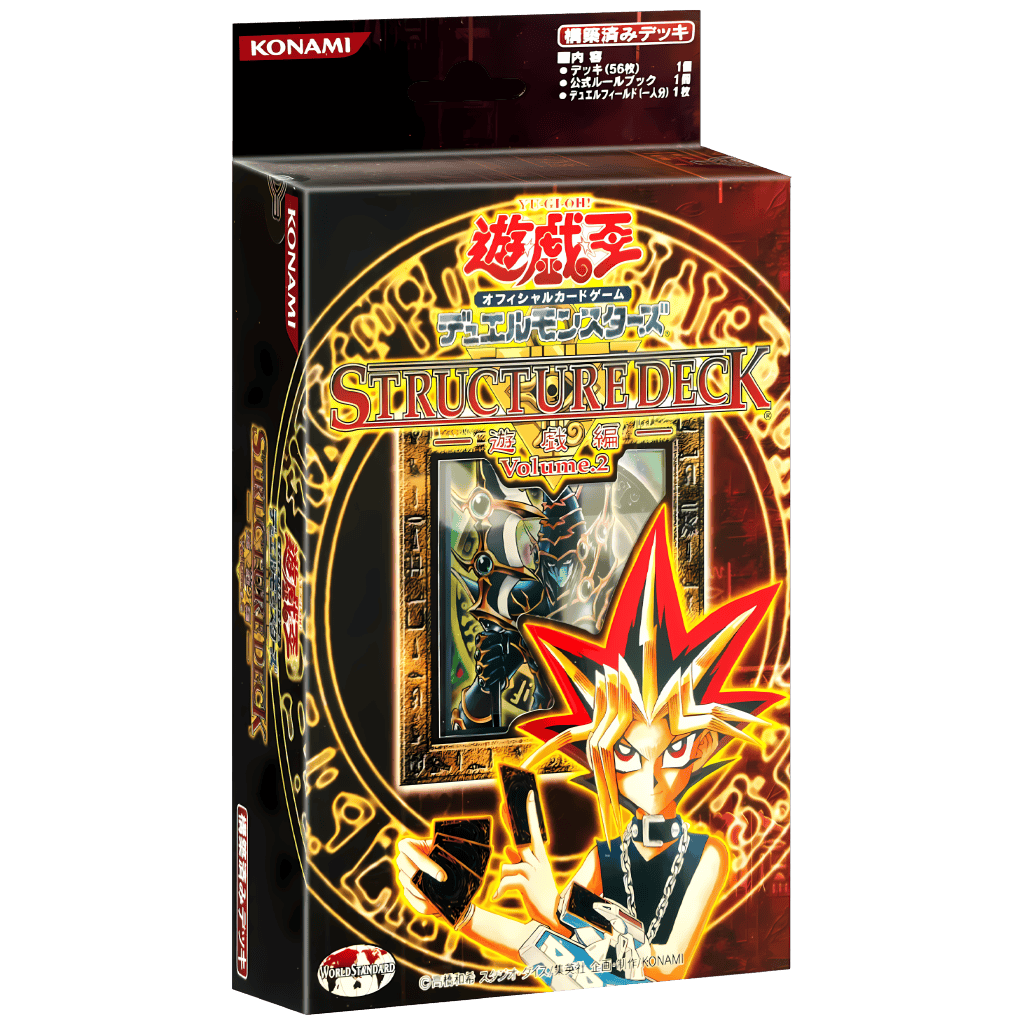 KONAMI
構築済みデッキ
■内 容
●デッキ(56枚) 1個
●公式ルールブック 1冊
●デュエルフィールド(一人分) 1枚
YU-GI-OH!
遊戯王
オフィシャルカードゲーム
デュエルモンスターズ
STRUCTURE DECK®
遊戯編
Volume.2
KONAMI
遊戯王
STRUCTURE DECK
構築済みデッキ
WORLD STANDARD
©高橋和希 スタジオ・ダイス/集英社 企画・制作/KONAMI